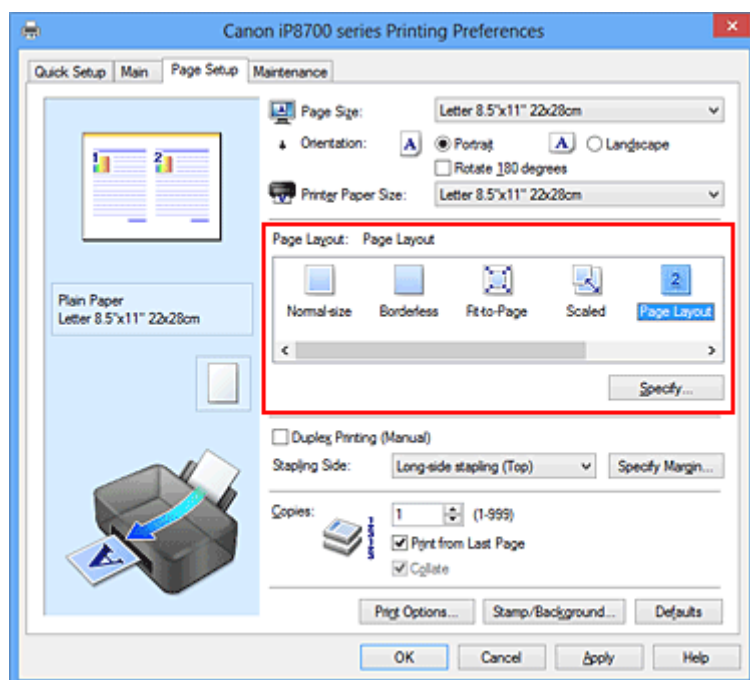 Canon iP8700 series Printing Preferences
Quick Setup Main Page Setup Maintenance
1 2
Page Size: Letter 8.5"x11" 22x28cm
Orientation: A Portrait A Landscape
Rotate 180 degrees
Printer Paper Size: Letter 8.5"x11" 22x28cm
Page Layout: Page Layout
2
Normal-size Borderless Fit-to-Page Scaled Page Layout
Specify...
Plain Paper
Letter 8.5"x11" 22x28cm
Duplex Printing (Manual)
Stapling Side: Long-side stapling (Top) Specify Margin...
Copies: 1 (1-999)
Print from Last Page
Collate
A
Print Options... Stamp/Background... Defaults
OK Cancel Apply Help